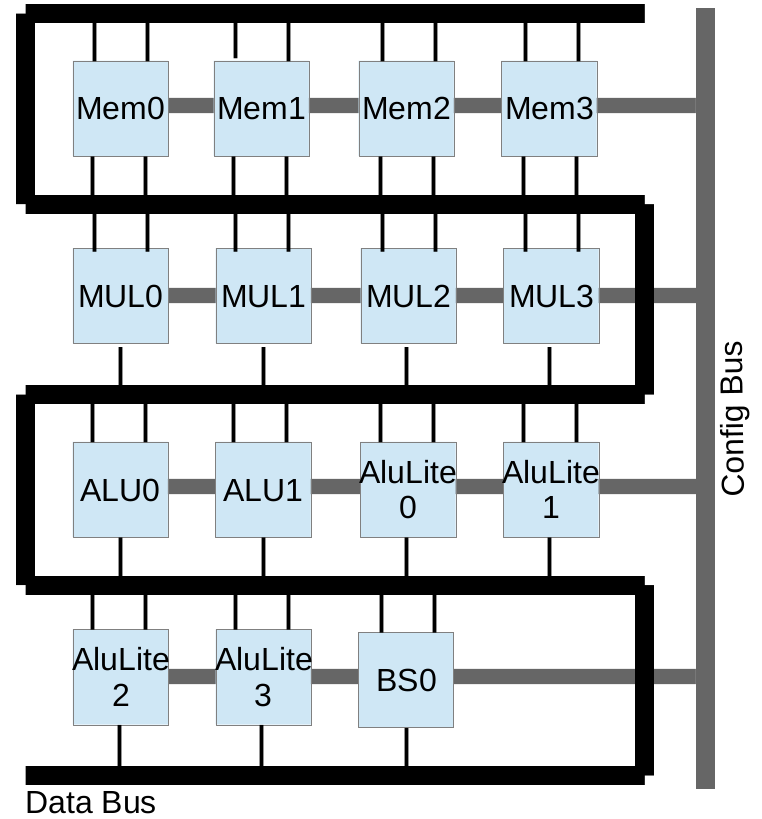 Mem0
Mem1
Mem2
Mem3
MUL0
MUL1
MUL2
MUL3
ALU0
ALU1
AluLite
0
AluLite
1
AluLite
2
AluLite
3
BS0
Config Bus
Data Bus